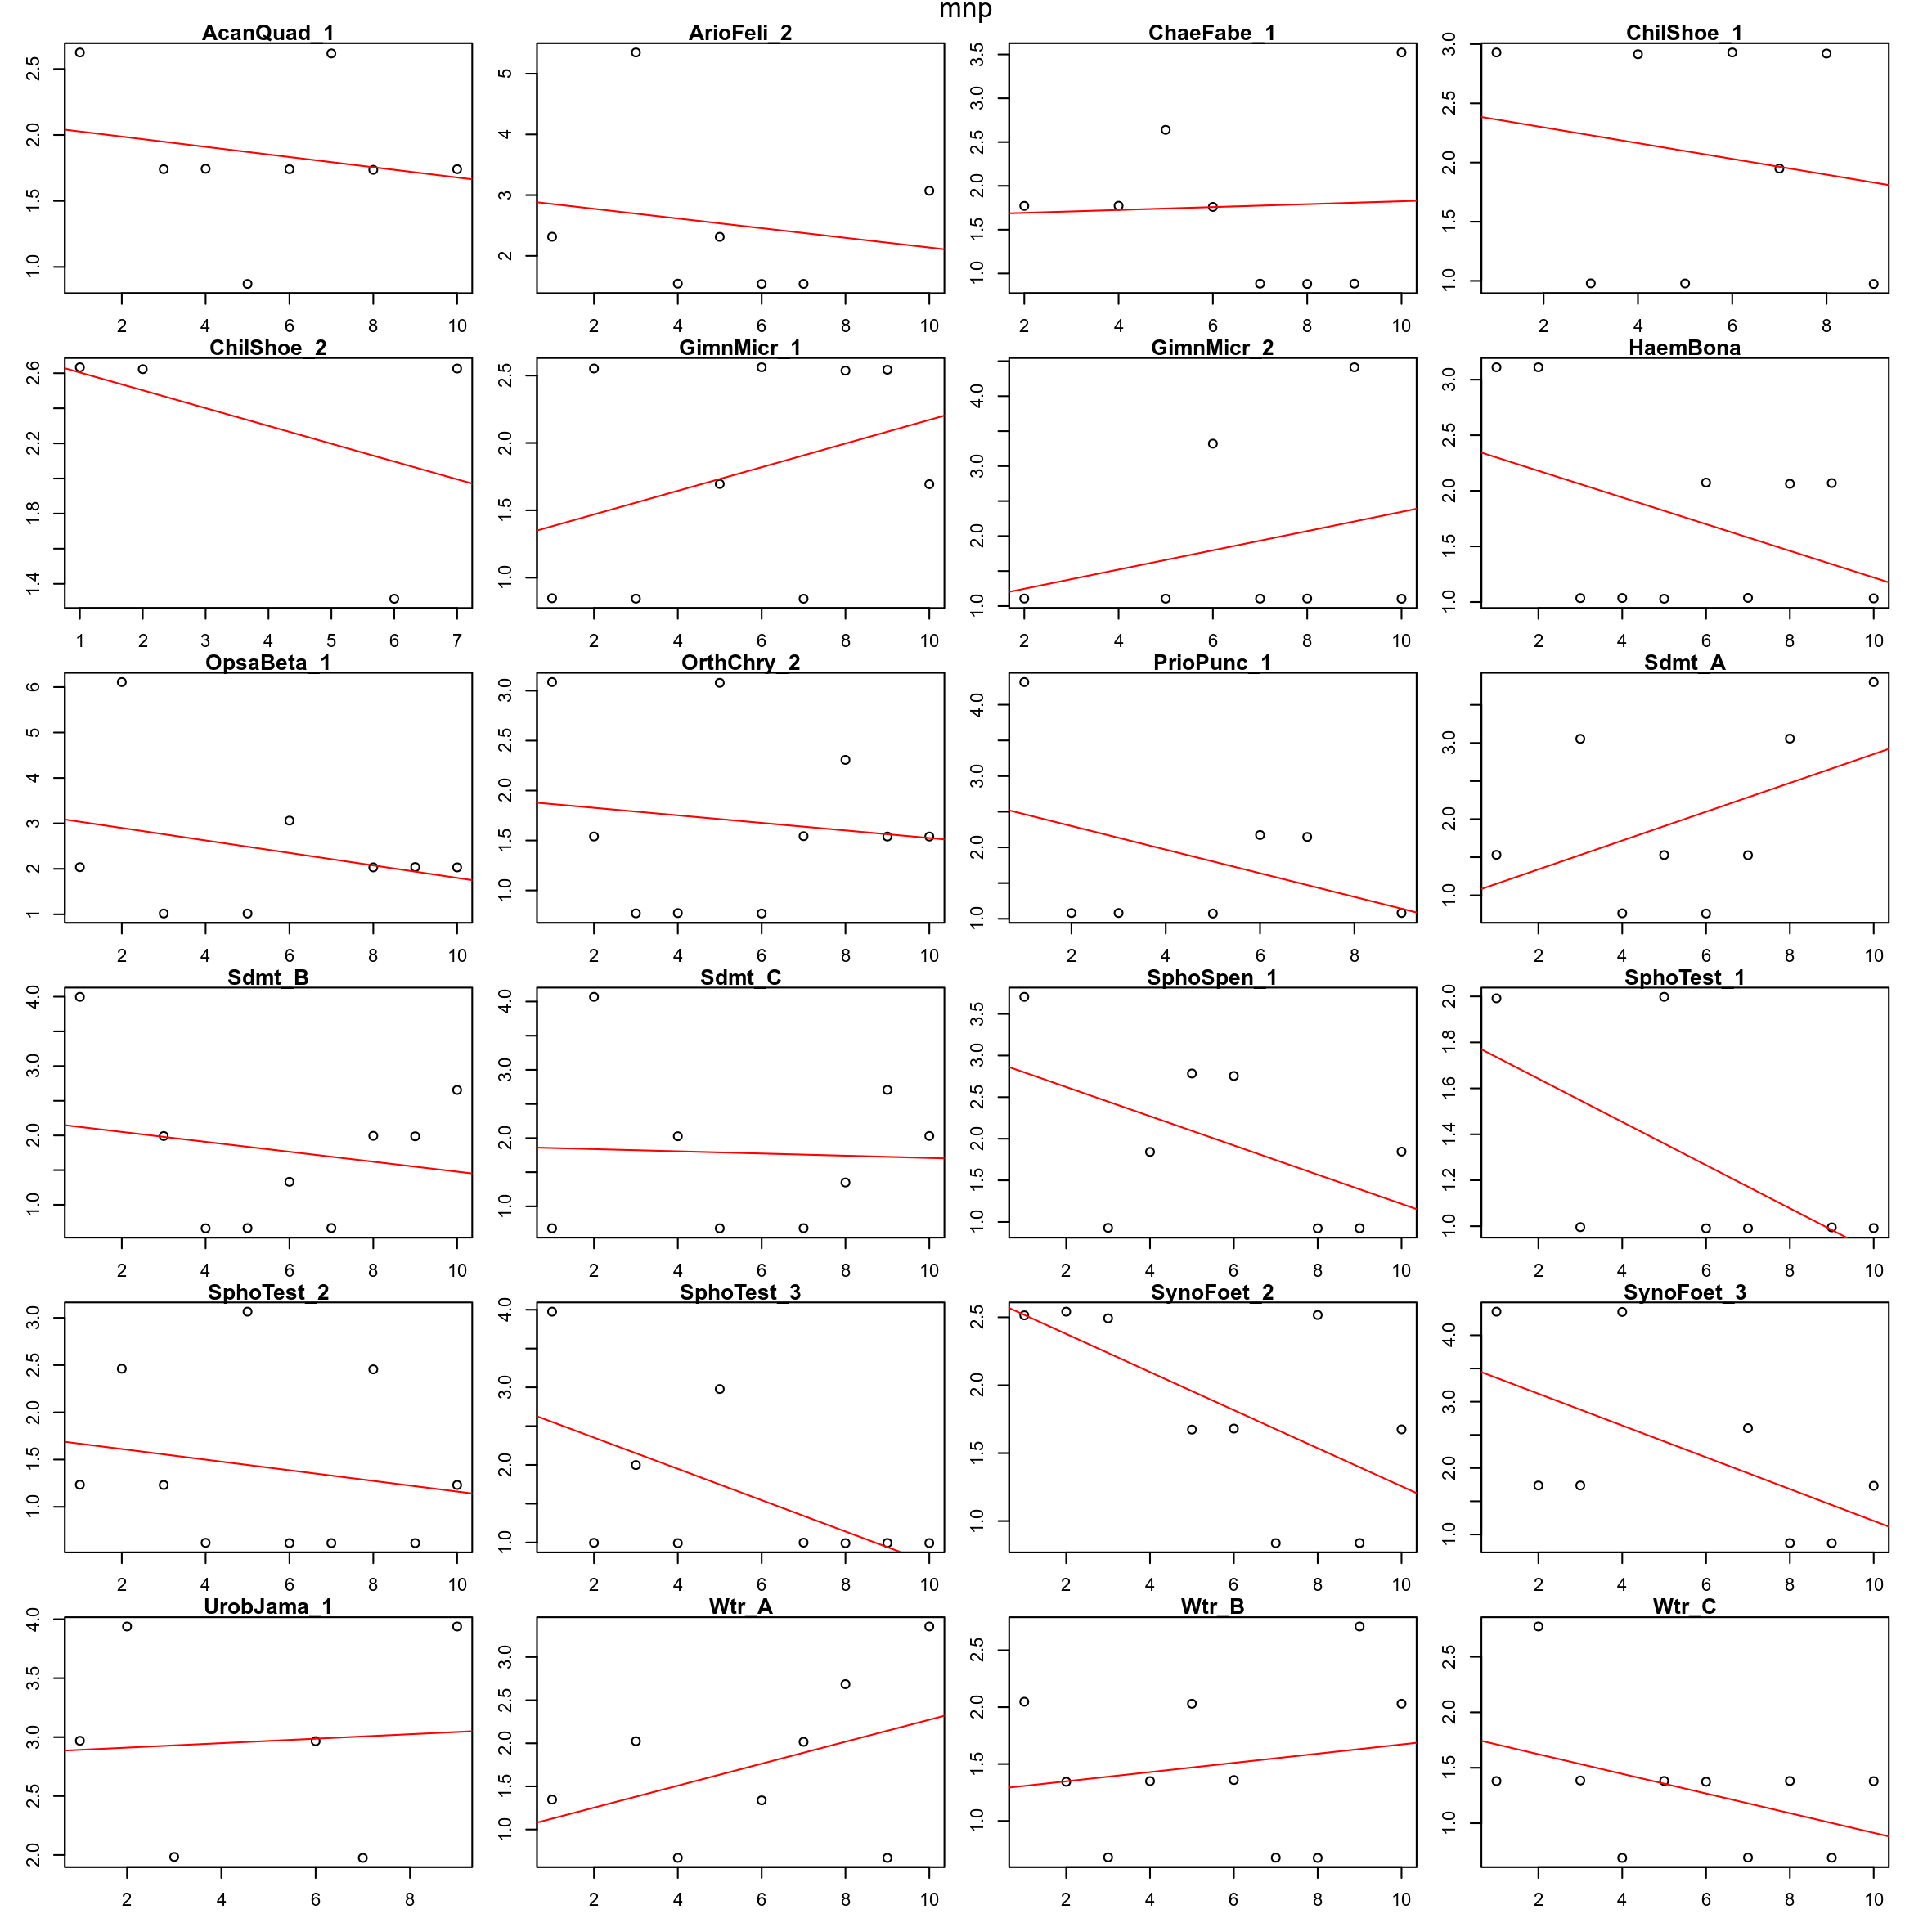 mnp
AcanQuad_1 ArioFeli_2 ChaeFabe_1 ChilShoe_1
1.0 1.5 2.0 2.5
2 4 6 8 10
2 3 4 5
2 4 6 8 10
1.0 1.5 2.0 2.5 3.0 3.5
2 4 6 8 10
1.0 1.5 2.0 2.5 3.0
2 4 6 8
ChilShoe_2 GimnMicr_1 GimnMicr_2 HaemBona
1.4 1.8 2.2 2.6
1 2 3 4 5 6 7
1.0 1.5 2.0 2.5
2 4 6 8 10
1.0 2.0 3.0 4.0
2 4 6 8 10
1.0 1.5 2.0 2.5 3.0
2 4 6 8 10
OpsaBeta_1 OrthChry_2 PrioPunc_1 Sdmt_A
1 2 3 4 5 6
2 4 6 8 10
1.0 1.5 2.0 2.5 3.0
2 4 6 8 10
1.0 2.0 3.0 4.0
2 4 6 8
1.0 2.0 3.0
2 4 6 8 10
Sdmt_B Sdmt_C SphoSpen_1 SphoTest_1
1.0 2.0 3.0 4.0
2 4 6 8 10
1.0 2.0 3.0 4.0
2 4 6 8 10
1.0 1.5 2.0 2.5 3.0 3.5
2 4 6 8 10
1.0 1.2 1.4 1.6 1.8 2.0
2 4 6 8 10
SphoTest_2 SphoTest_3 SynoFoet_2 SynoFoet_3
1.0 1.5 2.0 2.5 3.0
2 4 6 8 10
1.0 2.0 3.0 4.0
2 4 6 8 10
1.0 1.5 2.0 2.5
2 4 6 8 10
1.0 2.0 3.0 4.0
2 4 6 8 10
UrobJama_1 Wtr_A Wtr_B Wtr_C
2.0 2.5 3.0 3.5 4.0
2 4 6 8
1.0 1.5 2.0 2.5 3.0
2 4 6 8 10
1.0 1.5 2.0 2.5
2 4 6 8 10
1.0 1.5 2.0 2.5
2 4 6 8 10